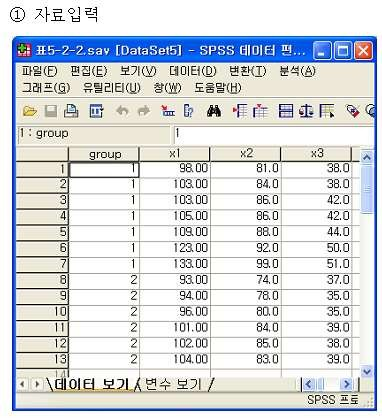 ① 자료입력
표5-2-2.sav [DataSet5] - SPSS 데이터 편...
파일(F) 편집(E) 보기(V) 데이터(D) 변환(T) 분석(A)
그래프(G) 유틸리티(U) 창(W) 도움말(H)
1 : group 1
group x1 x2 x3
1 1 98.00 81.0 38.0
2 1 103.00 84.0 38.0
3 1 103.00 86.0 42.0
4 1 105.00 86.0 42.0
5 1 109.00 88.0 44.0
6 1 123.00 92.0 50.0
7 1 133.00 99.0 51.0
8 2 93.00 74.0 37.0
9 2 94.00 78.0 35.0
10 2 96.00 80.0 35.0
11 2 101.00 84.0 39.0
12 2 102.00 85.0 38.0
13 2 104.00 83.0 39.0
데이터 보기 변수 보기
SPSS 프로